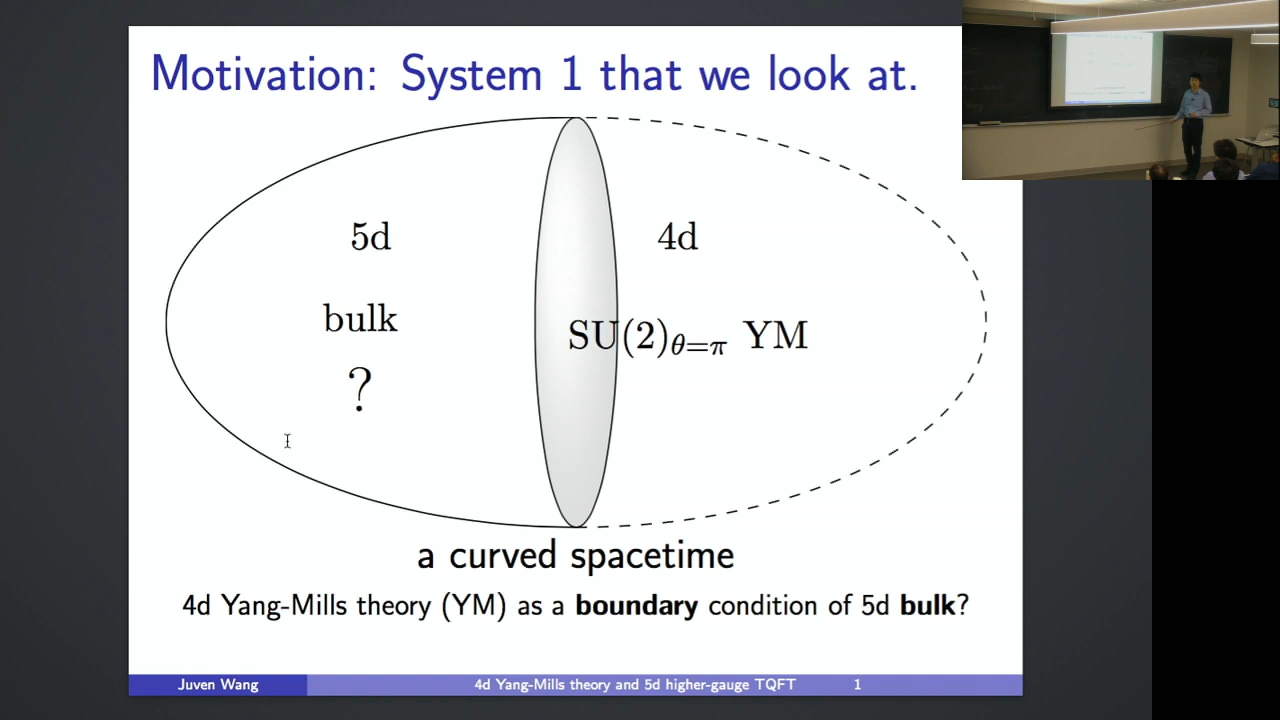 Motivation: System 1 that we look at.
5d
4d
bulk
SU(2)θ=π YM
?
a curved spacetime
4d Yang-Mills theory (YM) as a boundary condition of 5d bulk?
Juven Wang
4d Yang-Mills theory and 5d higher-gauge TQFT
1